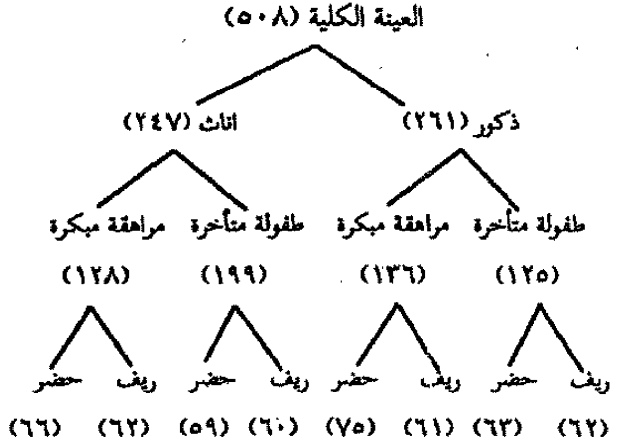 العينة الكلية (٥٠٨)
ذكور (٢٦١) اناث (٢٤٧)
طفولة متأخرة مراهقة مبكرة طفولة متأخرة مراهقة مبكرة
(١٢٥) (١٣٦) (١٩٩) (١٢٨)
ريف حضر ريف حضر ريف حضر ريف حضر
(٦٢) (٦٣) (٦١) (٧٥) (٦٠) (٥٩) (٦٢) (٦٦)